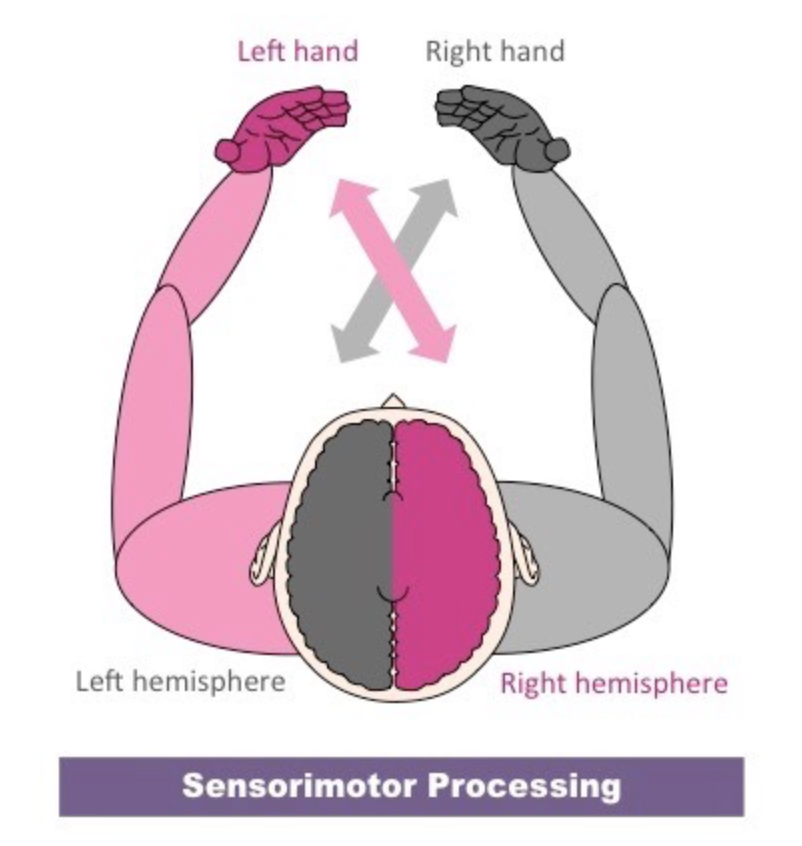 Left hand
Right hand
Left hemisphere
Right hemisphere
Sensorimotor Processing